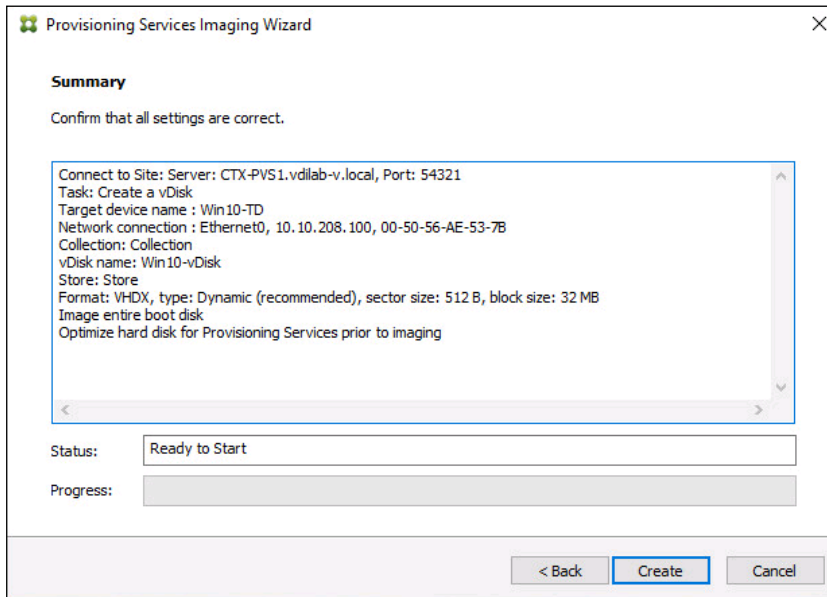 Provisioning Services Imaging Wizard
Summary
Confirm that all settings are correct.
Connect to Site: Server: CTX-PVS1.vdilab-v.local, Port: 54321
Task: Create a vDisk
Target device name : Win10-TD
Network connection : Ethernet0, 10.10.208.100, 00-50-56-AE-53-7B
Collection: Collection
vDisk name: Win10-vDisk
Store: Store
Format: VHDX, type: Dynamic (recommended), sector size: 512 B, block size: 32 MB
Image entire boot disk
Optimize hard disk for Provisioning Services prior to imaging
Status: Ready to Start
Progress:
< Back Create Cancel